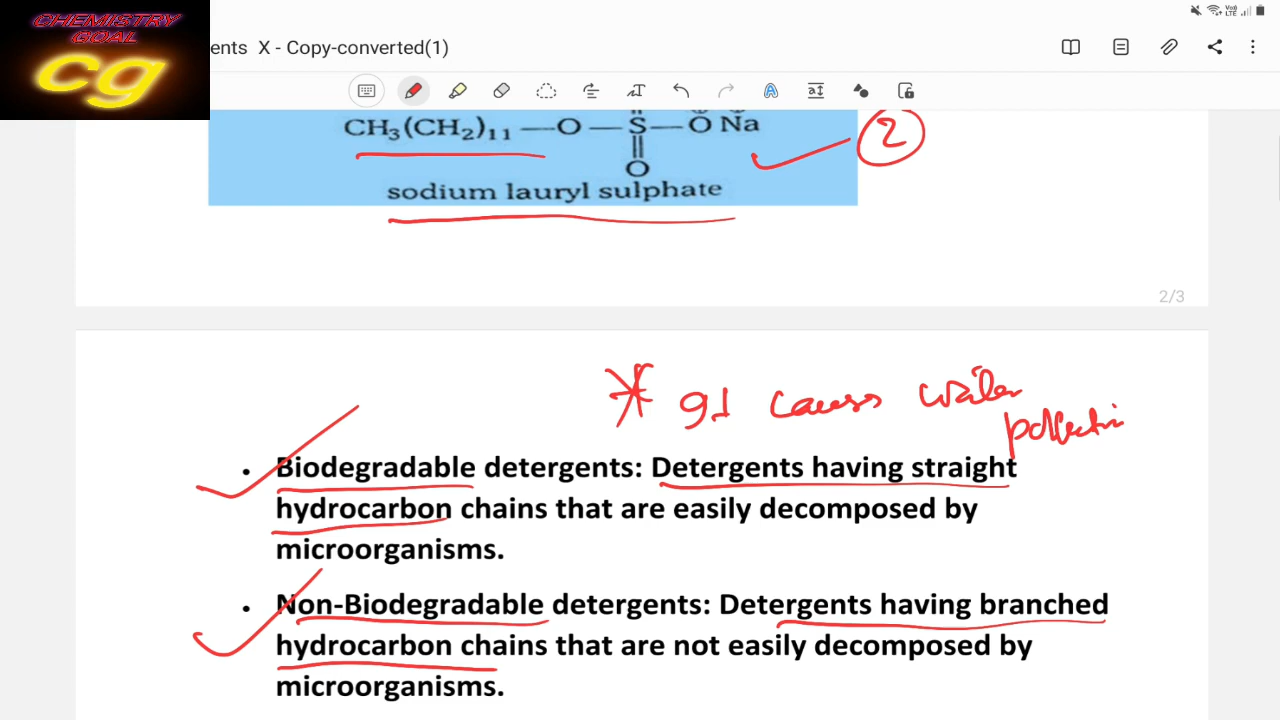 CHEMISTRY
GOAL
cg
ents X - Copy-converted(1)
CH₃(CH₂)₁₁ —O — S — O Na
O
sodium lauryl sulphate
2
2/3
* It causes water
pollution
• Biodegradable detergents: Detergents having straight
hydrocarbon chains that are easily decomposed by
microorganisms.
• Non-Biodegradable detergents: Detergents having branched
hydrocarbon chains that are not easily decomposed by
microorganisms.